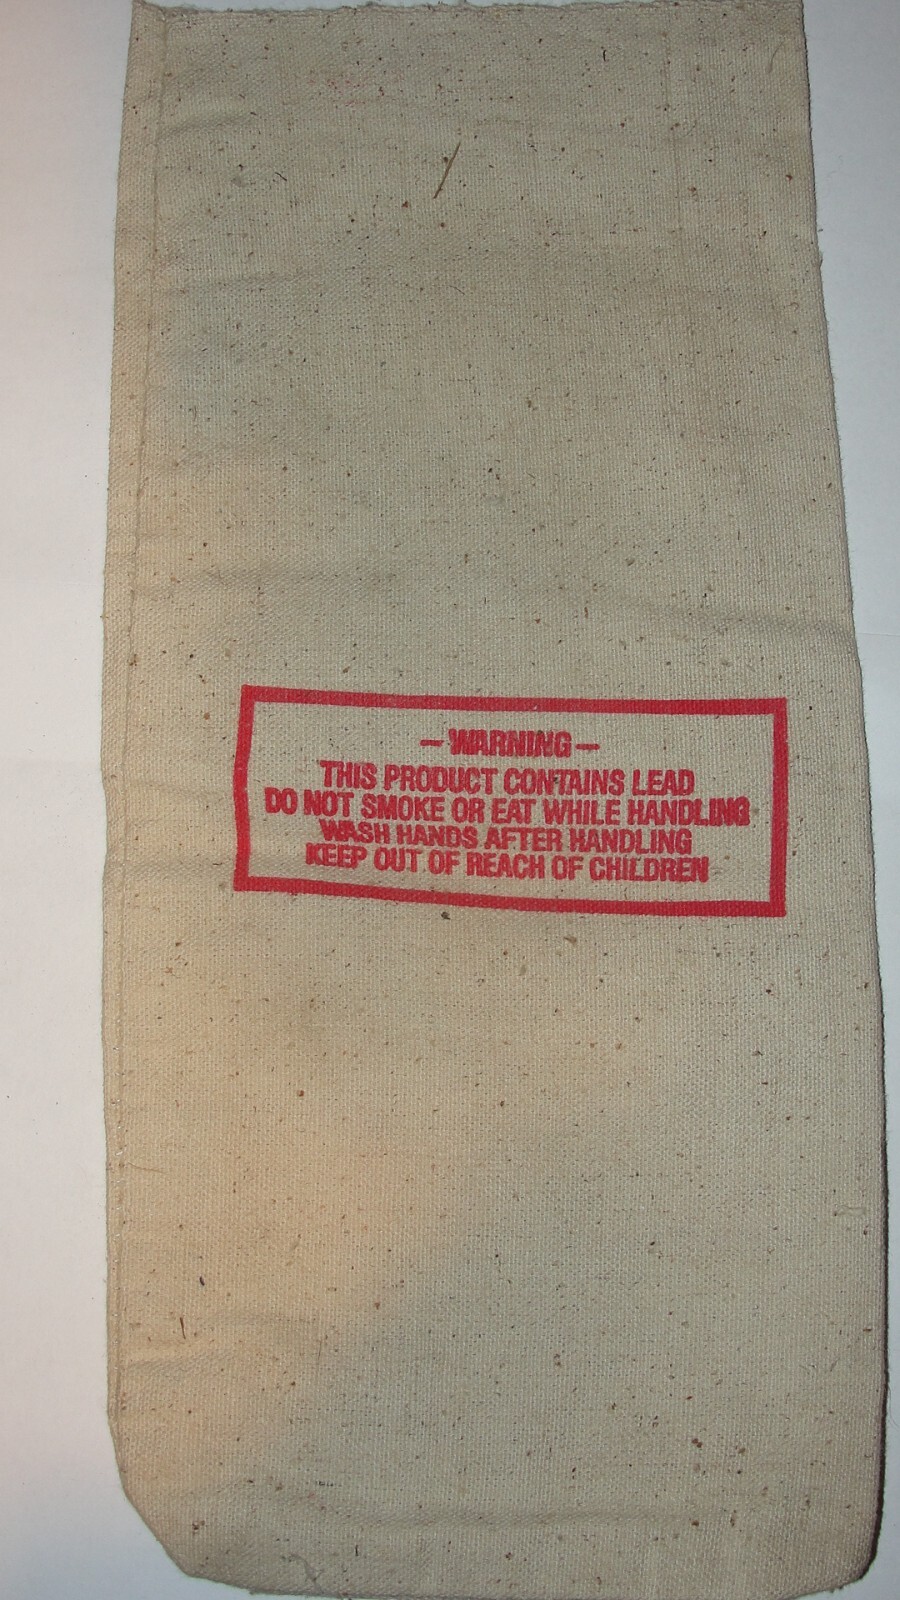 – WARNING –
THIS PRODUCT CONTAINS LEAD
DO NOT SMOKE OR EAT WHILE HANDLING
WASH HANDS AFTER HANDLING
KEEP OUT OF REACH OF CHILDREN